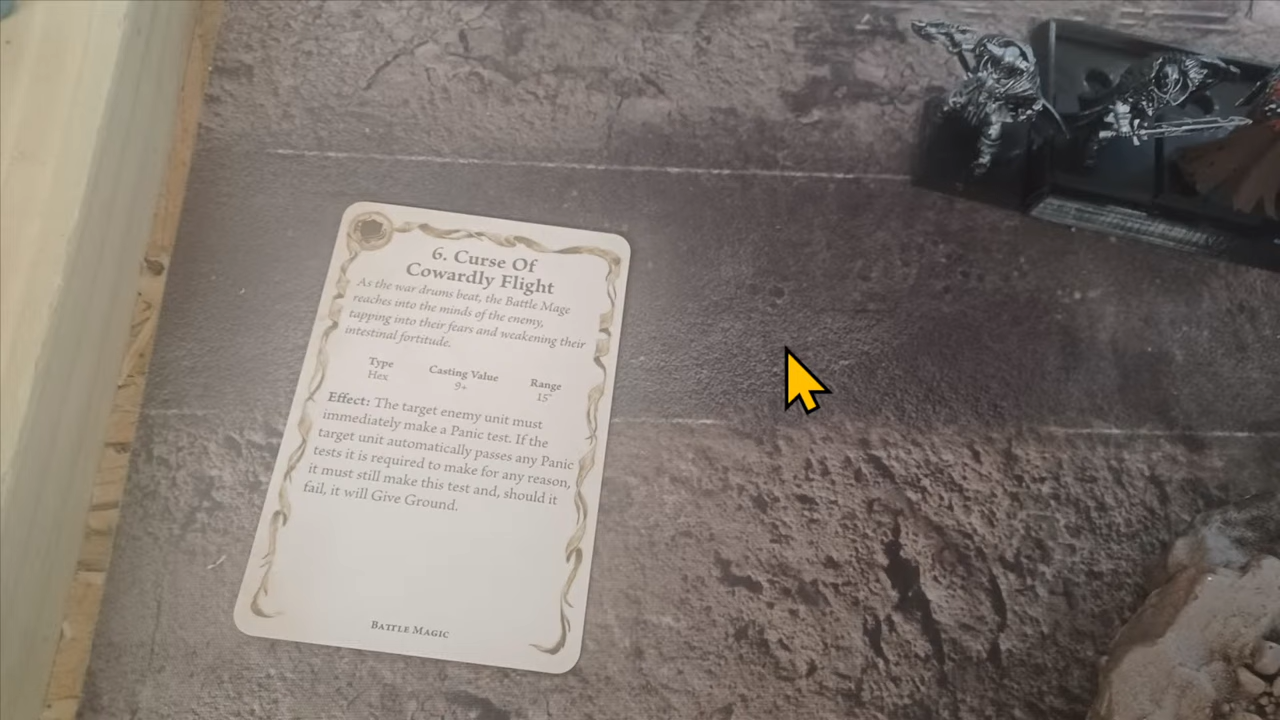 6. Curse Of
Cowardly Flight
As the war drums beat, the Battle Mage
reaches into the minds of the enemy,
tapping into their fears and weakening their
intestinal fortitude.
Type Casting Value Range
Hex 9+ 15"
Effect: The target enemy unit must
immediately make a Panic test. If the
target unit automatically passes any Panic
tests it is required to make for any reason,
it must still make this test and, should it
fail, it will Give Ground.
Battle Magic